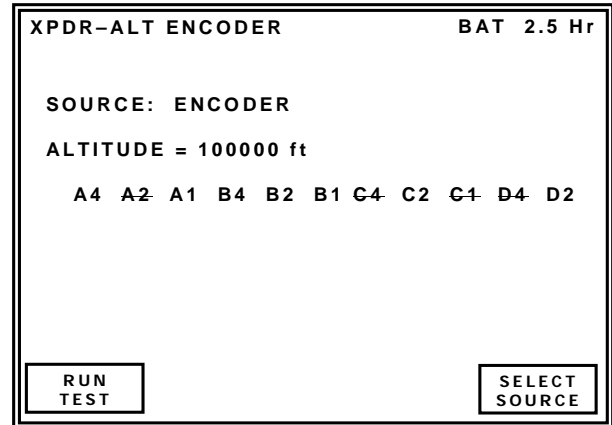 XPDR–ALT ENCODER BAT 2.5 Hr
SOURCE: ENCODER
ALTITUDE = 100000 ft
A4 A2 A1 B4 B2 B1 C4 C2 C1 D4 D2
RUN
TEST
SELECT
SOURCE